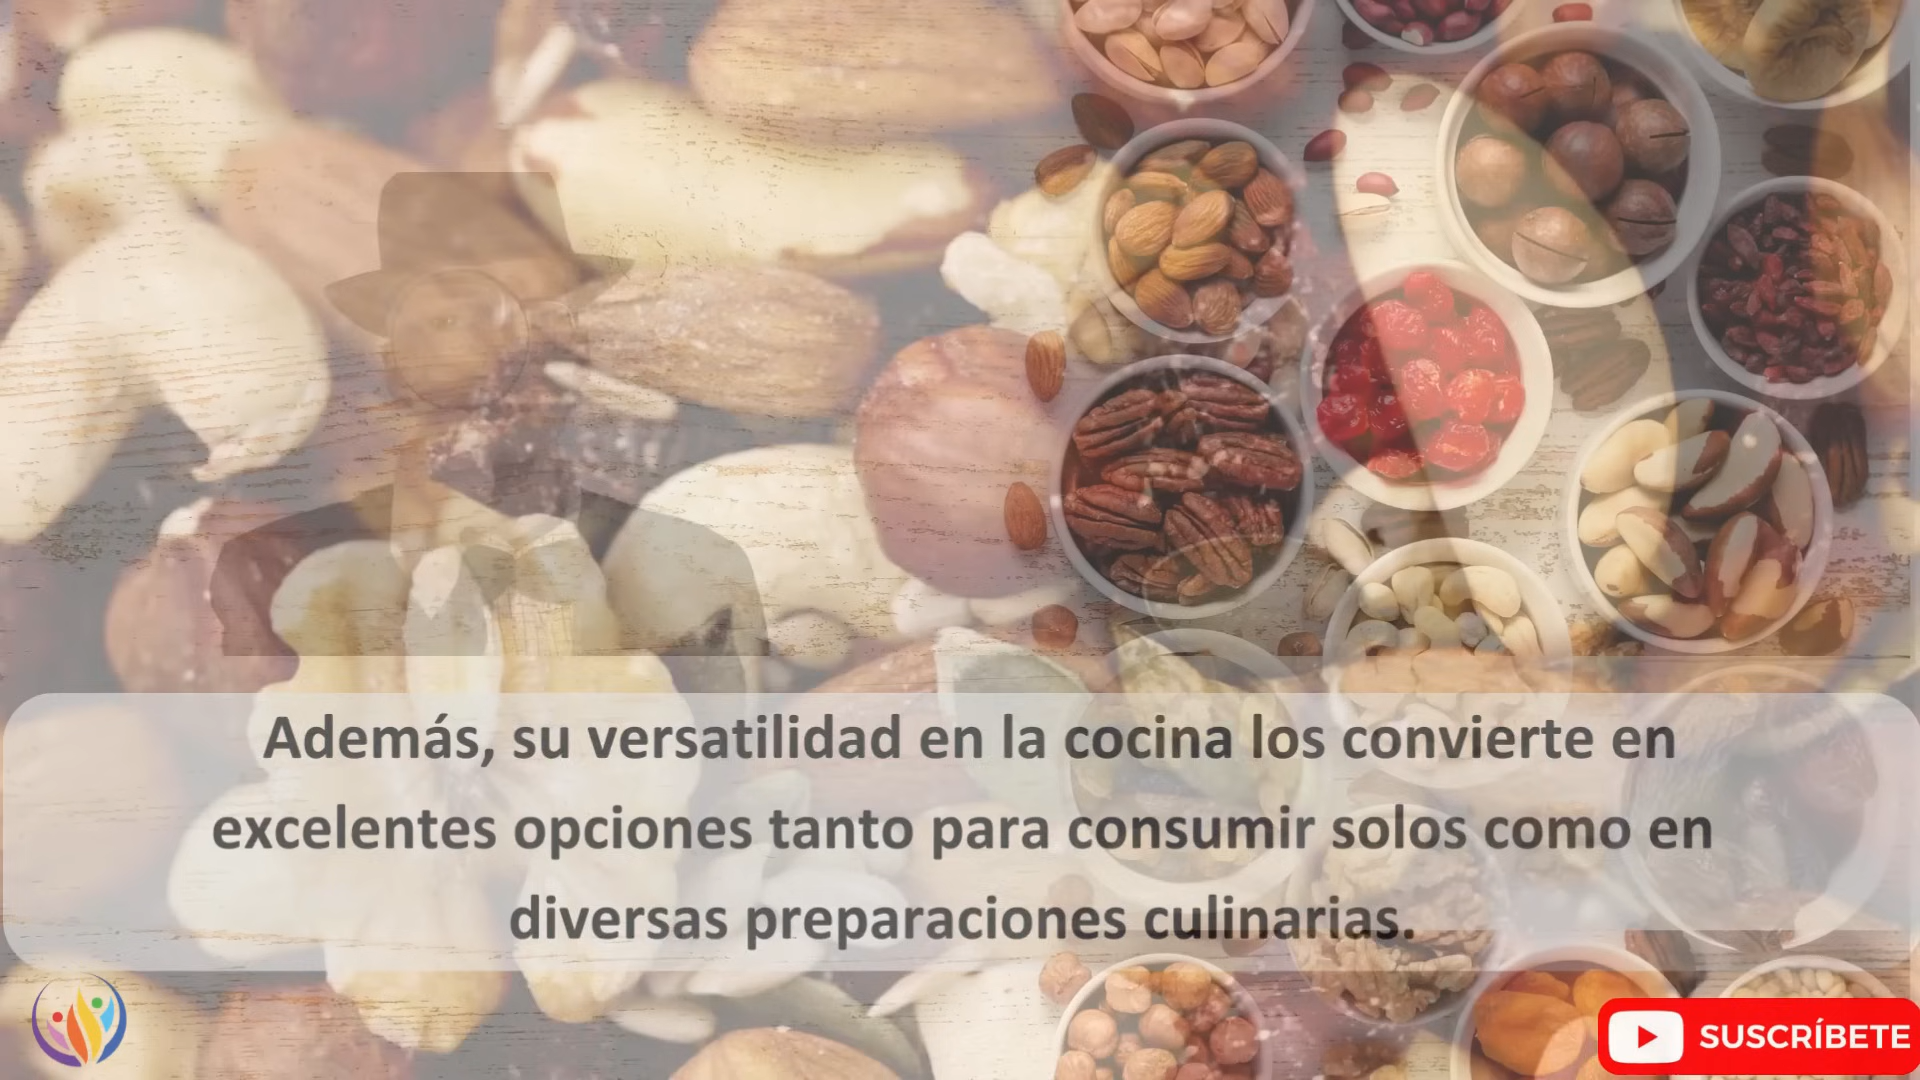 Además, su versatilidad en la cocina los convierte en
excelentes opciones tanto para consumir solos como en
diversas preparaciones culinarias.
SUSCRÍBETE